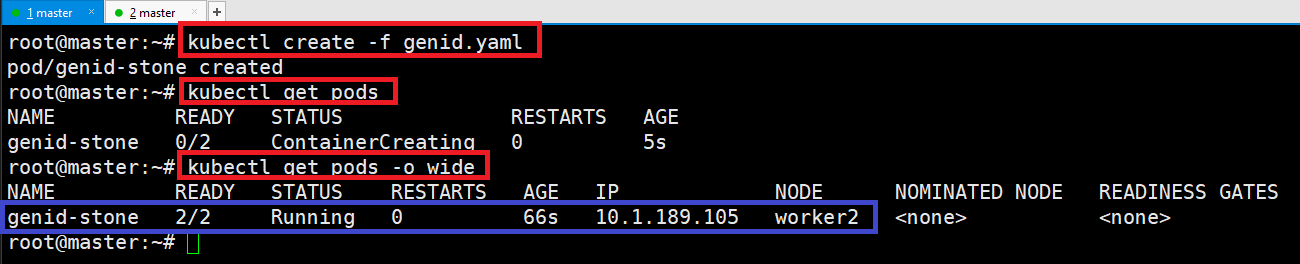 1 master × 2 master × +
root@master:~# kubectl create -f genid.yaml
pod/genid-stone created
root@master:~# kubectl get pods
NAME READY STATUS RESTARTS AGE
genid-stone 0/2 ContainerCreating 0 5s
root@master:~# kubectl get pods -o wide
NAME READY STATUS RESTARTS AGE IP NODE NOMINATED NODE READINESS GATES
genid-stone 2/2 Running 0 66s 10.1.189.105 worker2 <none> <none>
root@master:~#